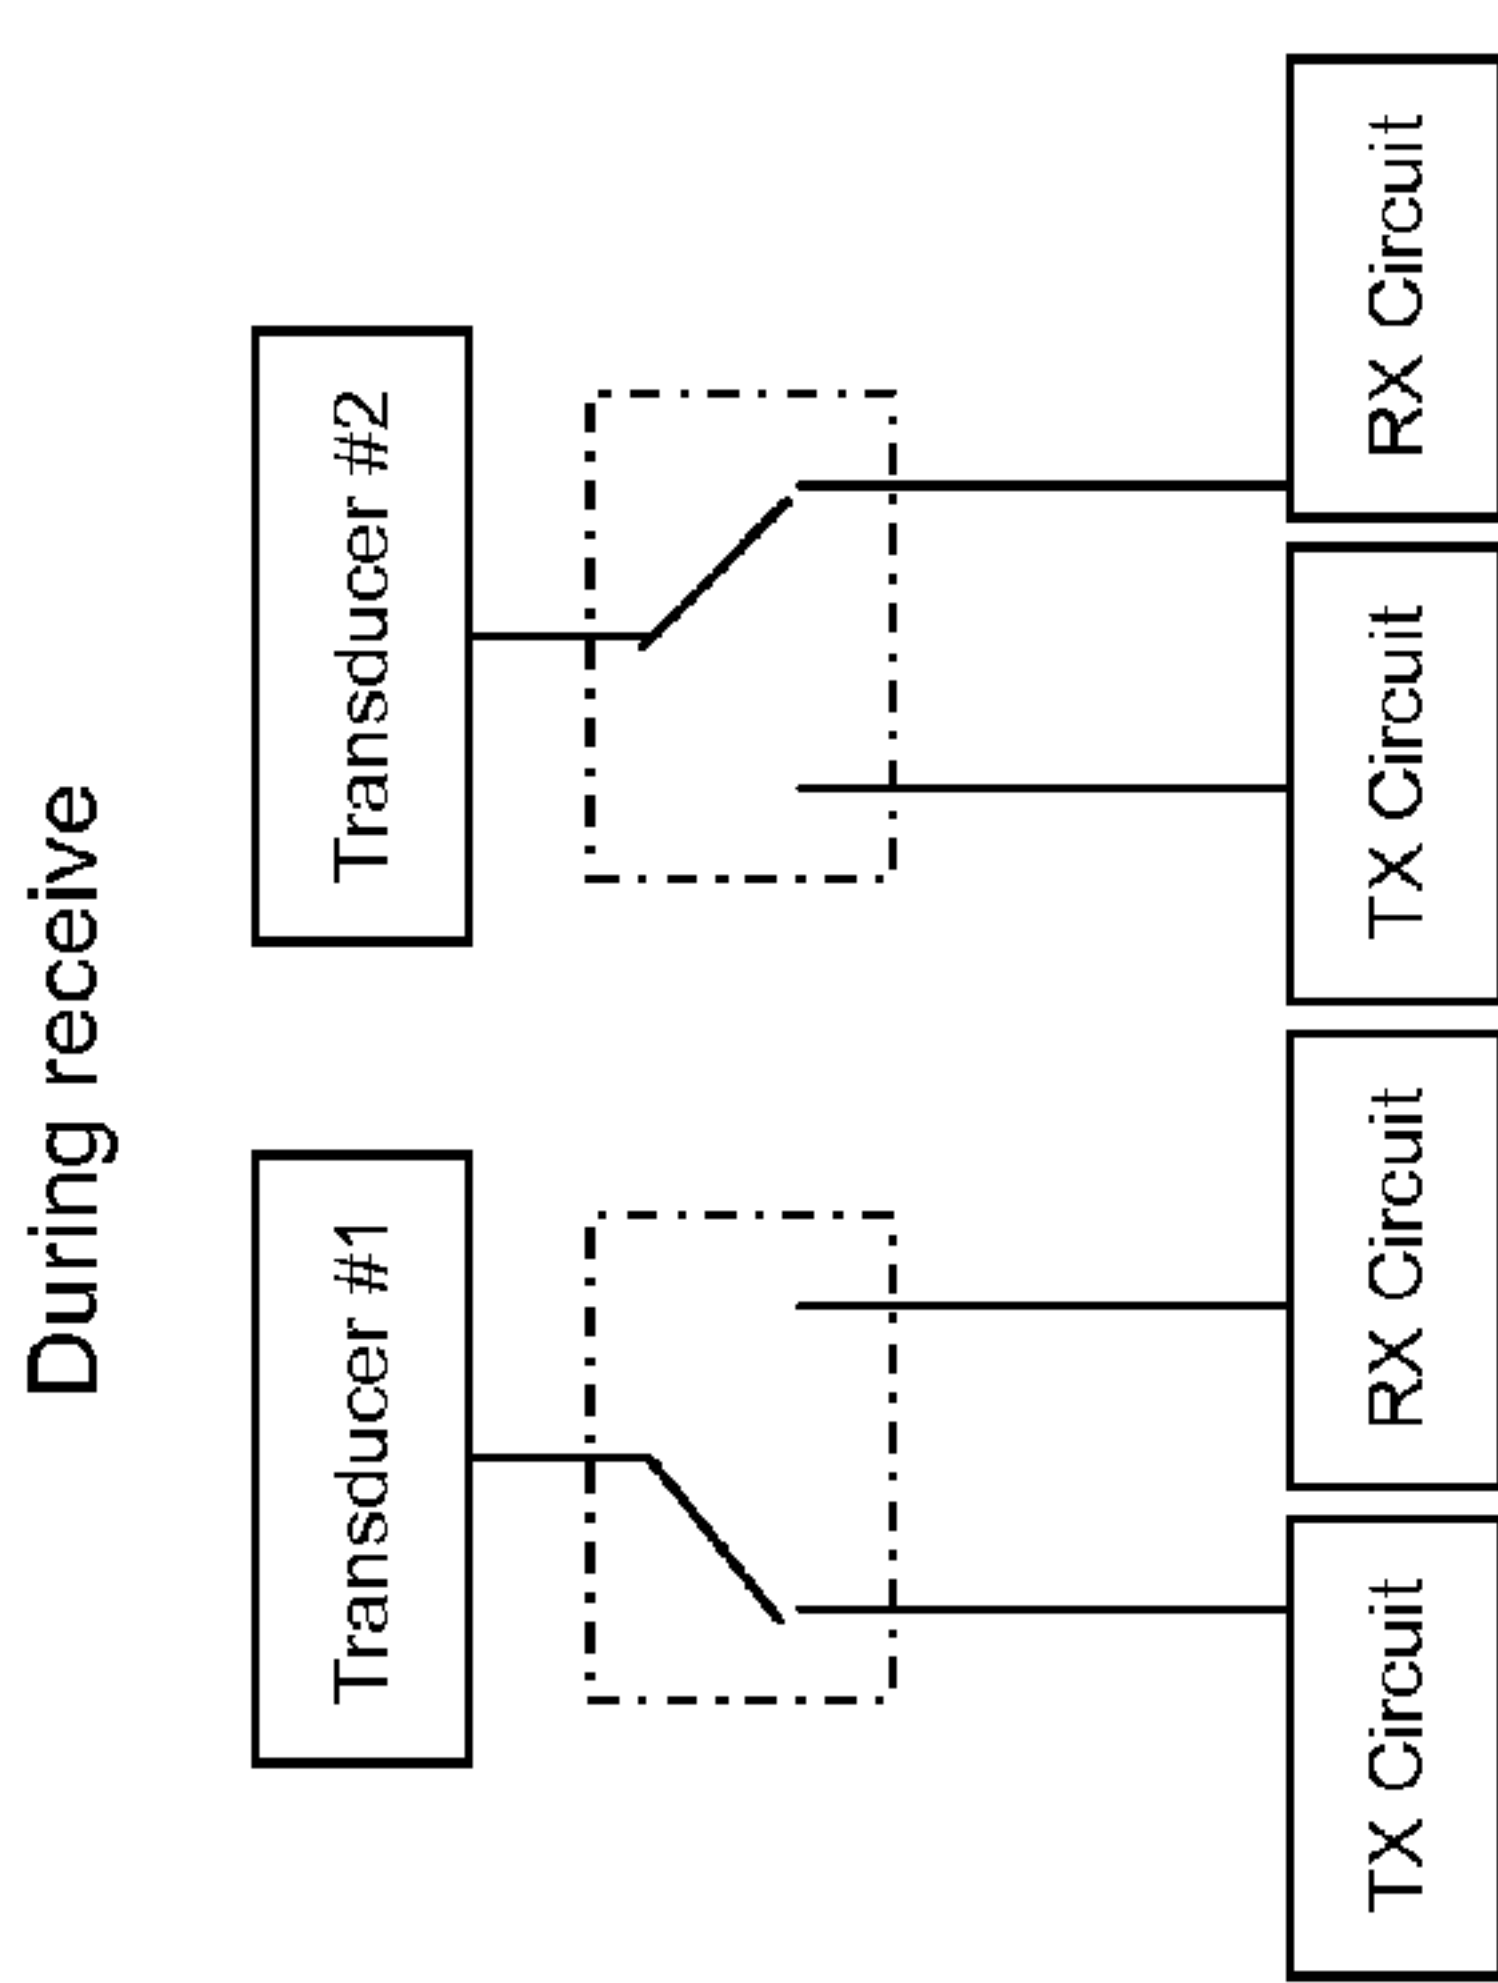 During receive
Transducer #1
Transducer #2
TX Circuit
RX Circuit
TX Circuit
RX Circuit